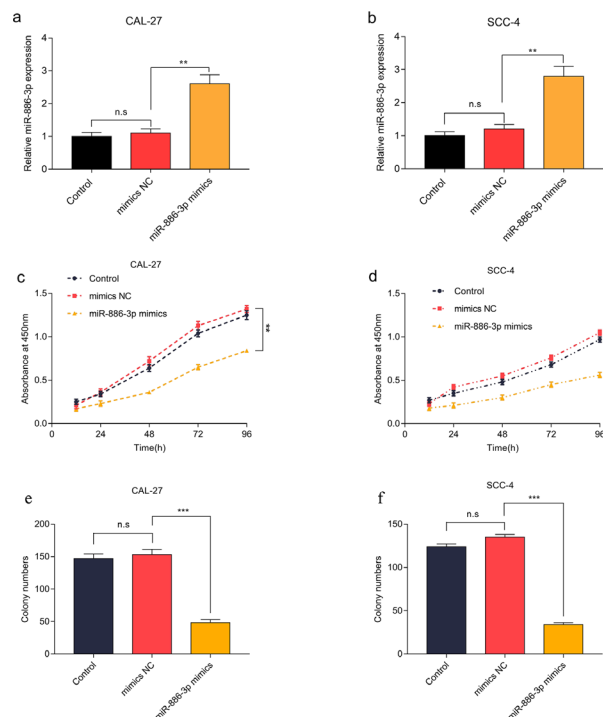 a
CAL-27
Relative miR-886-3p expression
4
3
2
1
0
n.s
**
Control
mimics NC
miR-886-3p mimics
b
SCC-4
Relative miR-886-3p expression
4
3
2
1
0
n.s
**
Control
mimics NC
miR-886-3p mimics
c
CAL-27
Control
mimics NC
miR-886-3p mimics
Absorbance at 450nm
1.5
1.0
0.5
0.0
0 24 48 72 96
Time(h)
**
d
SCC-4
Control
mimics NC
miR-886-3p mimics
Absorbance at 450nm
1.5
1.0
0.5
0.0
0 24 48 72 96
Time(h)
e
CAL-27
Colony numbers
200
150
100
50
0
n.s
***
Control
mimics NC
miR-886-3p mimics
f
SCC-4
Colony numbers
150
100
50
0
n.s
***
Control
mimics NC
miR-886-3p mimics